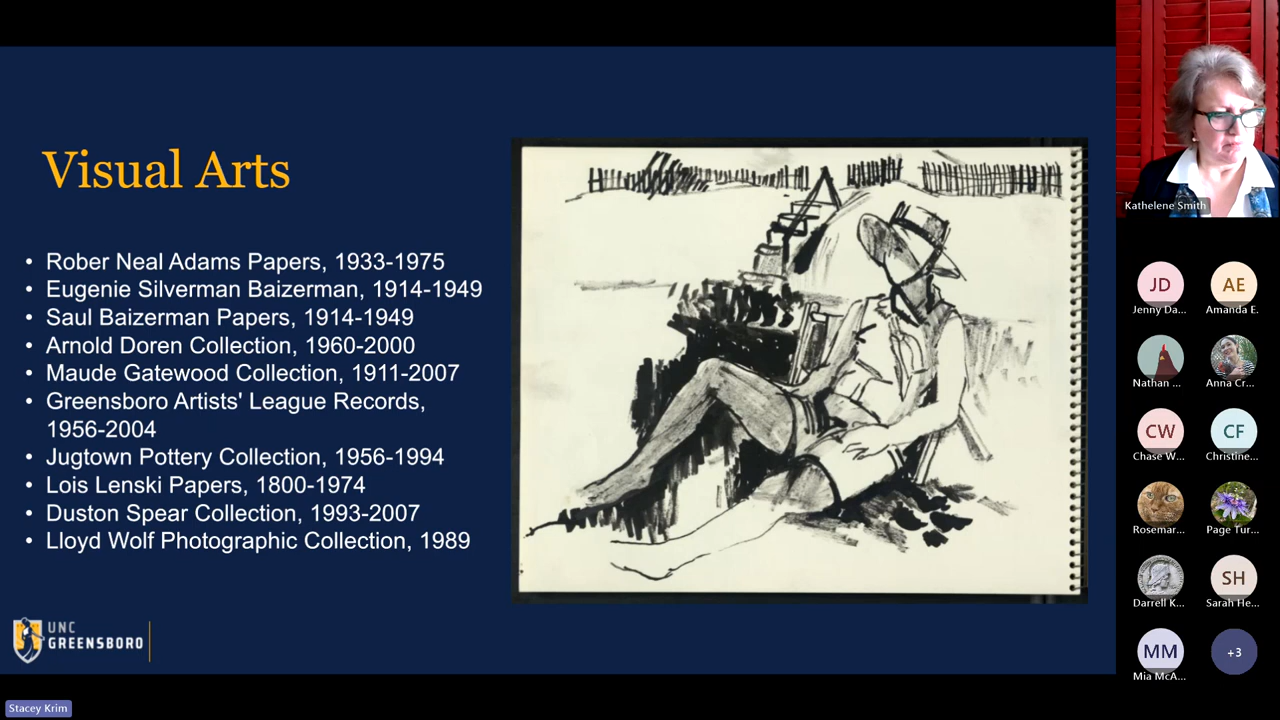 Visual Arts
• Rober Neal Adams Papers, 1933-1975
• Eugenie Silverman Baizerman, 1914-1949
• Saul Baizerman Papers, 1914-1949
• Arnold Doren Collection, 1960-2000
• Maude Gatewood Collection, 1911-2007
• Greensboro Artists' League Records,
1956-2004
• Jugtown Pottery Collection, 1956-1994
• Lois Lenski Papers, 1800-1974
• Duston Spear Collection, 1993-2007
• Lloyd Wolf Photographic Collection, 1989
UNC
GREENSBORO
Stacey Krim
Kathelene Smith
JD
Jenny Da...
AE
Amanda E.
Nathan ...
Anna Cr...
CW
Chase W...
CF
Christine...
Rosemar...
Page Tur...
Darrell K...
SH
Sarah He...
MM
Mia McA...
+3